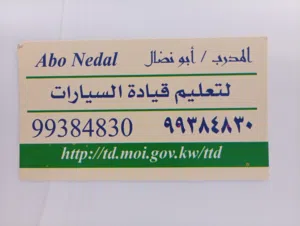 Abo Nedal المدرب / أبو نضال
لتعليم قيادة السيارات
99384830 ٩٩٣٨٤٨٣٠
http://td.moi.gov.kw/ttd